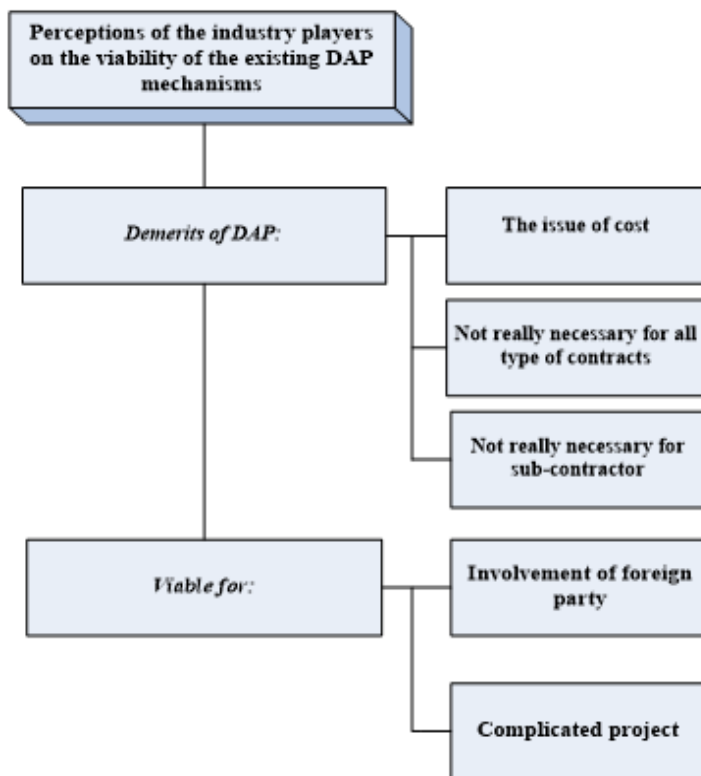 Perceptions of the industry players
on the viability of the existing DAP
mechanisms
Demerits of DAP:
The issue of cost
Not really necessary for all
type of contracts
Not really necessary for
sub-contractor
Viable for:
Involvement of foreign
party
Complicated project